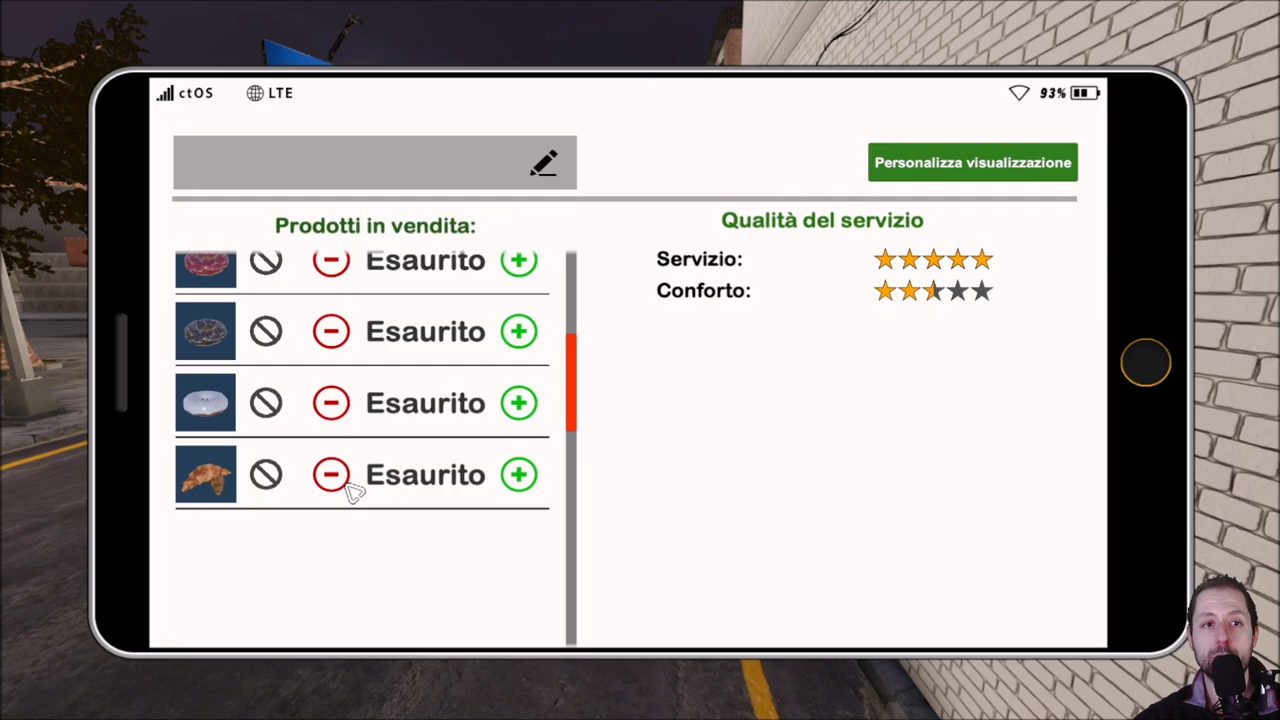 ctOS LTE 93%
Personalizza visualizzazione
Prodotti in vendita:
Qualità del servizio
Esaurito
Servizio:
Conforto:
Esaurito
Esaurito
Esaurito